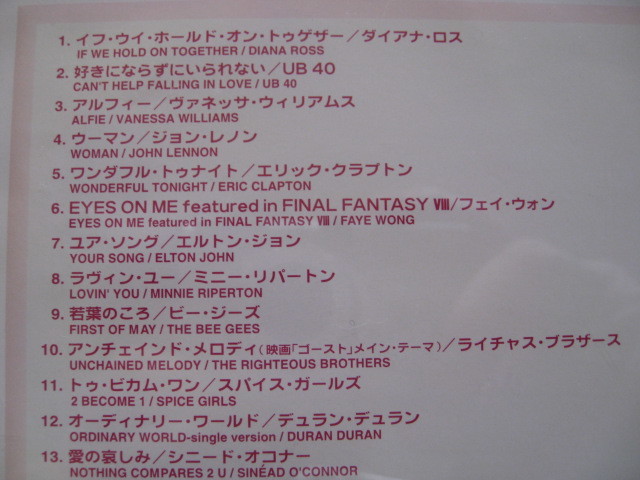 1. イフ・ウイ・ホールド・オン・トゥゲザー／ダイアナ・ロス
IF WE HOLD ON TOGETHER / DIANA ROSS
2. 好きにならずにいられない／UB 40
CAN'T HELP FALLING IN LOVE / UB 40
3. アルフィー／ヴァネッサ・ウィリアムス
ALFIE / VANESSA WILLIAMS
4. ウーマン／ジョン・レノン
WOMAN / JOHN LENNON
5. ワンダフル・トゥナイト／エリック・クラプトン
WONDERFUL TONIGHT / ERIC CLAPTON
6. EYES ON ME featured in FINAL FANTASY Ⅷ/フェイ・ウォン
EYES ON ME featured in FINAL FANTASY Ⅷ / FAYE WONG
7. ユア・ソング／エルトン・ジョン
YOUR SONG / ELTON JOHN
8. ラヴィン・ユー／ミニー・リパートン
LOVIN' YOU / MINNIE RIPERTON
9. 若葉のころ／ビー・ジーズ
FIRST OF MAY / THE BEE GEES
10. アンチェインド・メロディ(映画「ゴースト」メイン・テーマ)／ライチャス・ブラザース
UNCHAINED MELODY / THE RIGHTEOUS BROTHERS
11. トゥ・ビカム・ワン／スパイス・ガールズ
2 BECOME 1 / SPICE GIRLS
12. オーディナリー・ワールド／デュラン・デュラン
ORDINARY WORLD-single version / DURAN DURAN
13. 愛の哀しみ／シニード・オコナー
NOTHING COMPARES 2 U / SINÉAD O'CONNOR